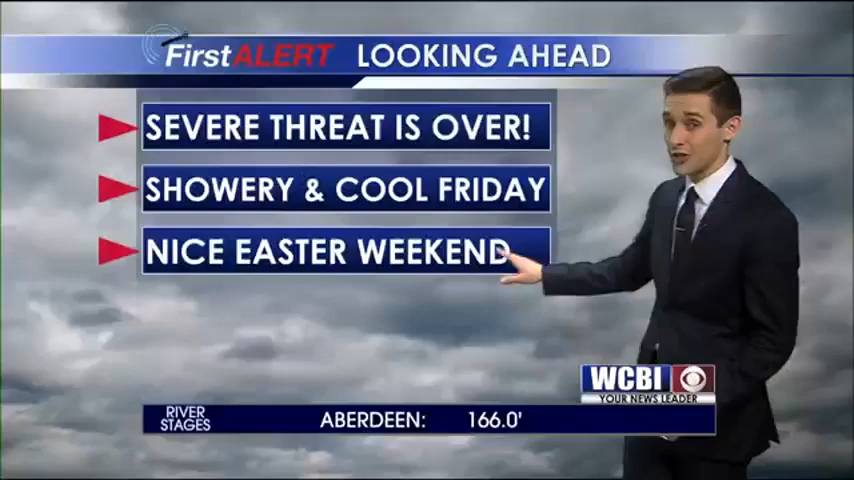 FirstALERT LOOKING AHEAD
SEVERE THREAT IS OVER!
SHOWERY & COOL FRIDAY
NICE EASTER WEEKEND
WCBI
YOUR NEWS LEADER
RIVER STAGES
ABERDEEN: 166.0'